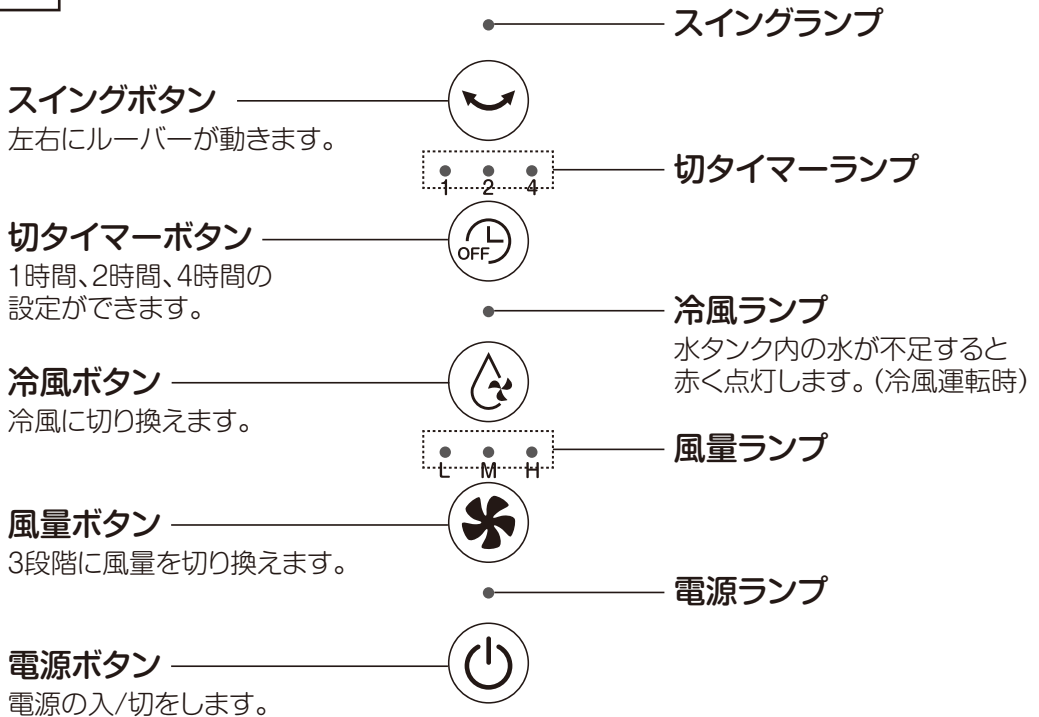 スイングランプ
スイングボタン
左右にルーバーが動きます。
1 2 4
切タイマーランプ
切タイマーボタン
1時間、2時間、4時間の
設定ができます。
OFF
冷風ランプ
水タンク内の水が不足すると
赤く点灯します。（冷風運転時）
冷風ボタン
冷風に切り換えます。
L M H
風量ランプ
風量ボタン
3段階に風量を切り換えます。
電源ランプ
電源ボタン
電源の入/切をします。